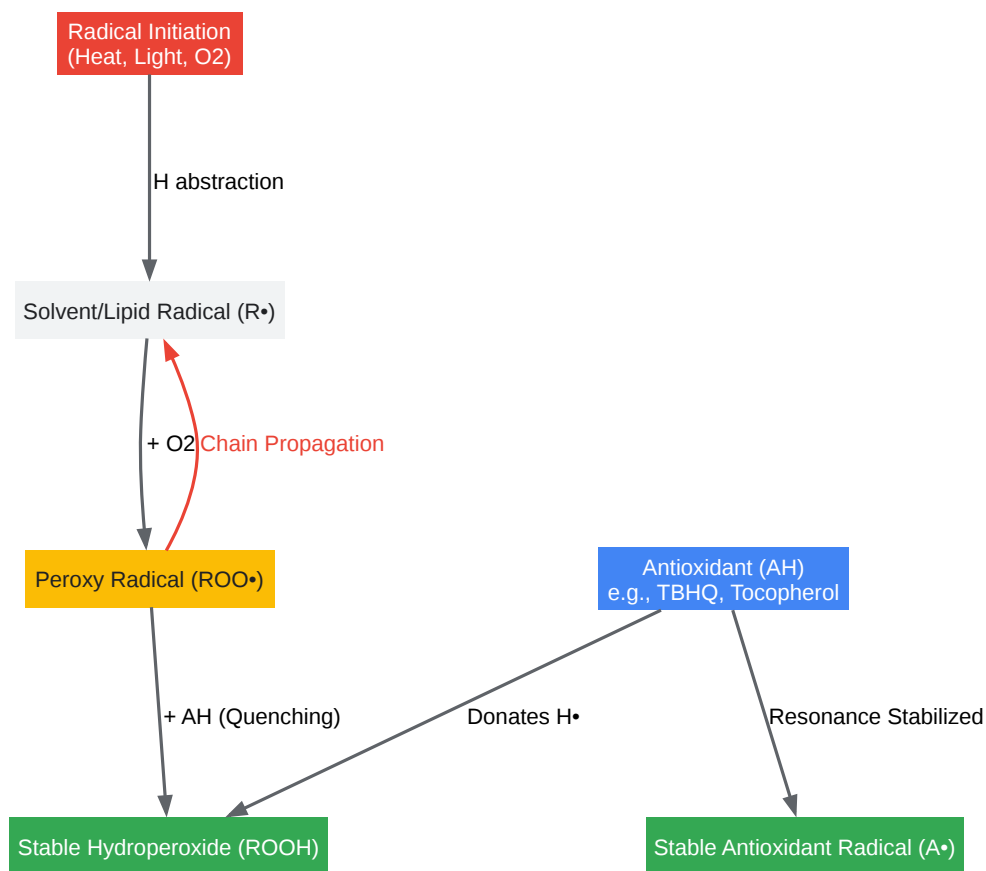 Radical Initiation
(Heat, Light, O2)
H abstraction
Solvent/Lipid Radical (R•)
+ O2
Chain Propagation
Peroxy Radical (ROO•)
Antioxidant (AH)
e.g., TBHQ, Tocopherol
+ AH (Quenching)
Donates H•
Resonance Stabilized
Stable Hydroperoxide (ROOH)
Stable Antioxidant Radical (A•)